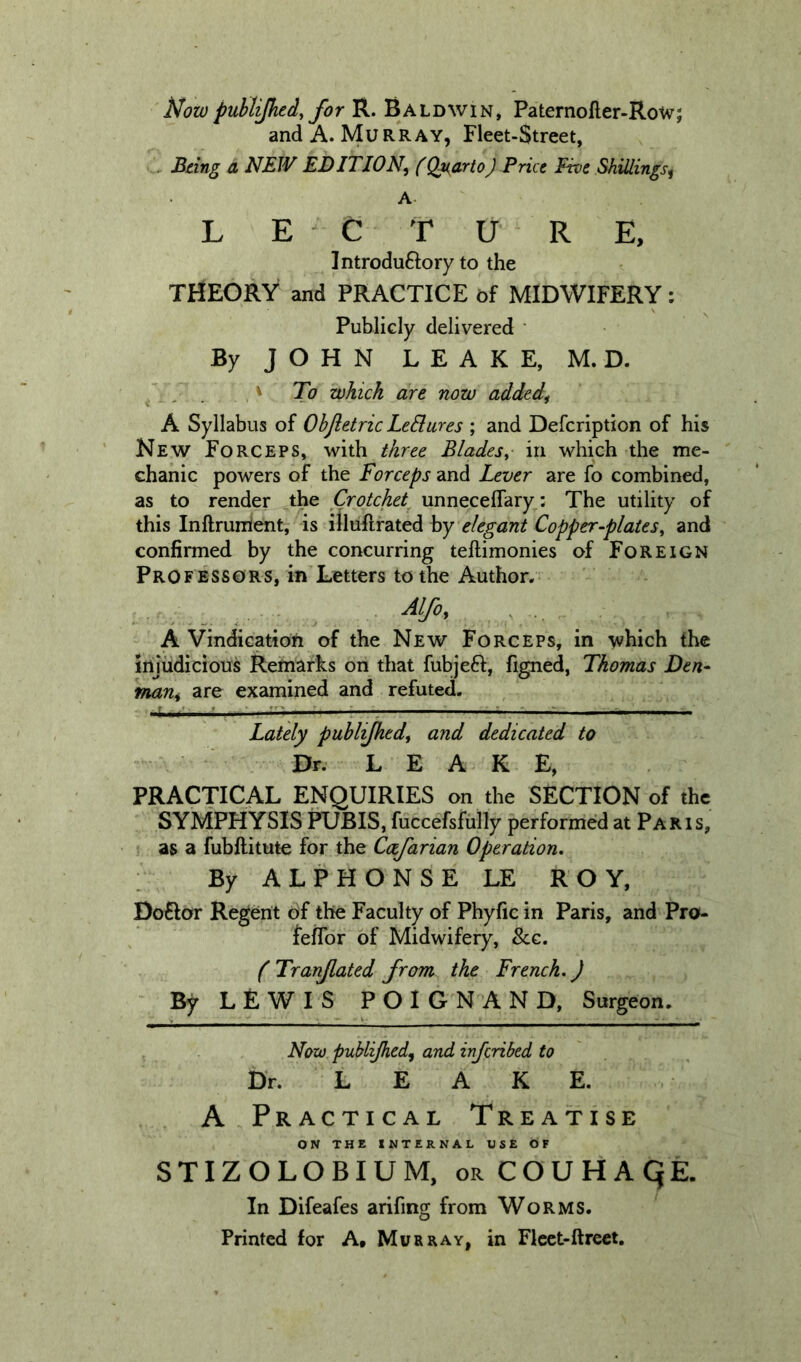 Now publiſhed, for R. BALDWIN, Paternoſter-Row;
and A. MURRAY, Fleet-Street,
Being a NEW EDITION, (Quarto) Price Five Shillings,
A
L E C T U R E,
Introductory to the
THEORY and PRACTICE of MIDWIFERY:
Publicly delivered
By JOHN LEAKE, M. D.
To which are now added,
A Syllabus of Obſtetric Lectures; and Deſcription of his
NEW FORCEPS, with three Blades, in which the me-
chanic powers of the Forceps and Lever are ſo combined,
as to render the Crotchet unneceſſary: The utility of
this Inſtrument, is illuſtrated by elegant Copper-plates, and
confirmed by the concurring teſtimonies of FOREIGN
PROFESSORS, in Letters to the Author.
Alſo,
A Vindication of the NEW FORCEPS, in which the
injudicious Remarks on that ſubject, ſigned, Thomas Den-
man, are examined and refuted.
Lately publiſhed, and dedicated to
Dr. L E A K E,
PRACTICAL ENQUIRIES on the SECTION of the
SYMPHYSIS PUBIS, ſucceſsfully performed at PARIS,
as a ſubſtitute for the Cæſarian Operation.
By ALPHONSE LE ROY,
Doctor Regent of the Faculty of Phyſic in Paris, and Pro-
feſſor of Midwifery, &c.
(Tranſlated from the French.)
By LEWIS POIGNAND, Surgeon.
Now publiſhed, and inſcribed to
Dr. L E A K E.
A PRACTICAL TREATISE
ON THE INTERNAL USE OF
STIZOLOBIUM, OR COUHAGE.
In Diſeaſes ariſing from WORMS.
Printed for A. MURRAY, in Fleet-ſtreet.